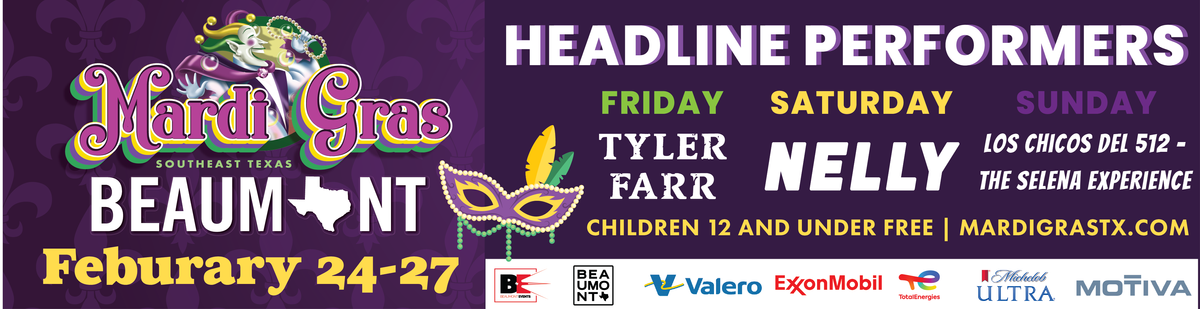 Mardi Gras
SOUTHEAST TEXAS
BEAUM NT
Feburary 24-27
HEADLINE PERFORMERS
FRIDAY
TYLER
FARR
SATURDAY
NELLY
SUNDAY
LOS CHICOS DEL 512 -
THE SELENA EXPERIENCE
CHILDREN 12 AND UNDER FREE | MARDIGRASTX.COM
BE
BEAUMONT EVENTS
BEA
UMO
NT
Valero
ExxonMobil
TotalEnergies
Michelob
ULTRA
MOTIVA